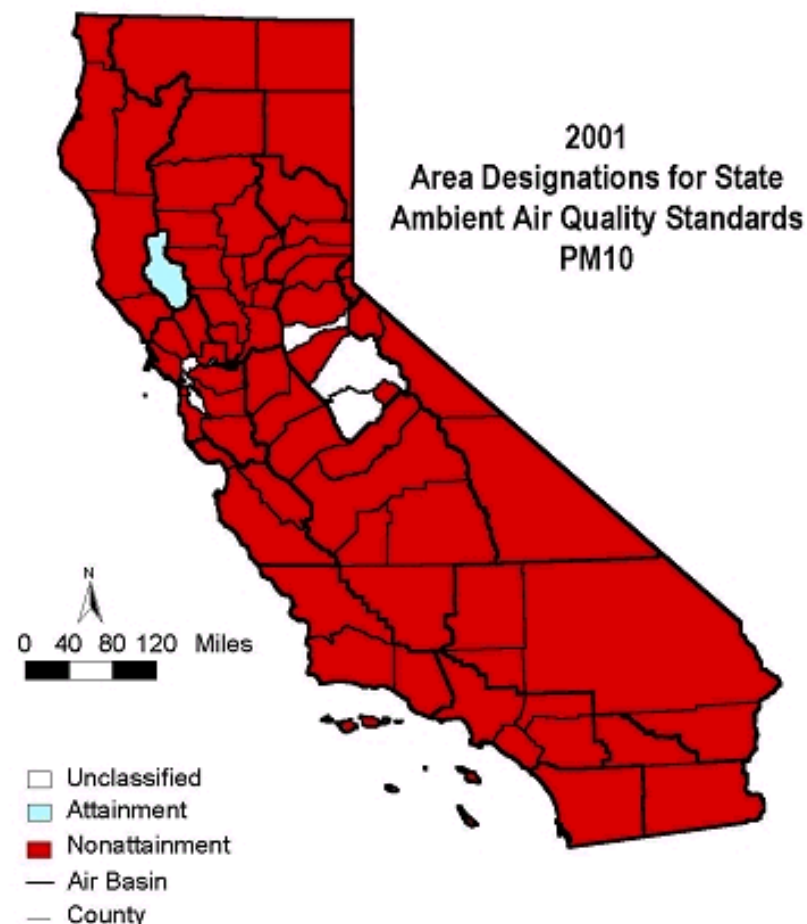 2001
Area Designations for State
Ambient Air Quality Standards
PM10
N
0 40 80 120 Miles
Unclassified
Attainment
Nonattainment
Air Basin
County